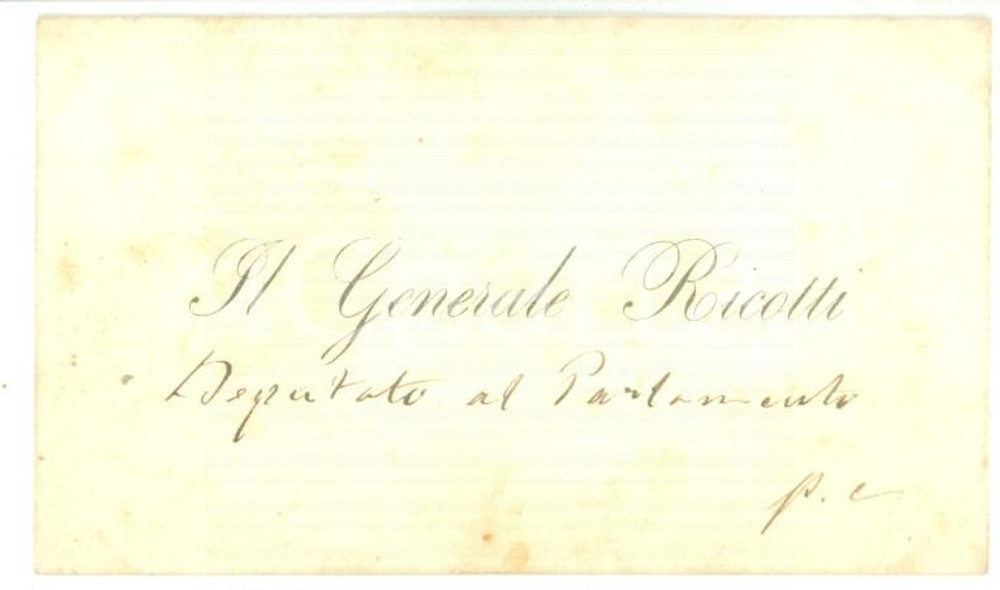 Il Generale Ricotti
Deputato al Parlamento
p. c